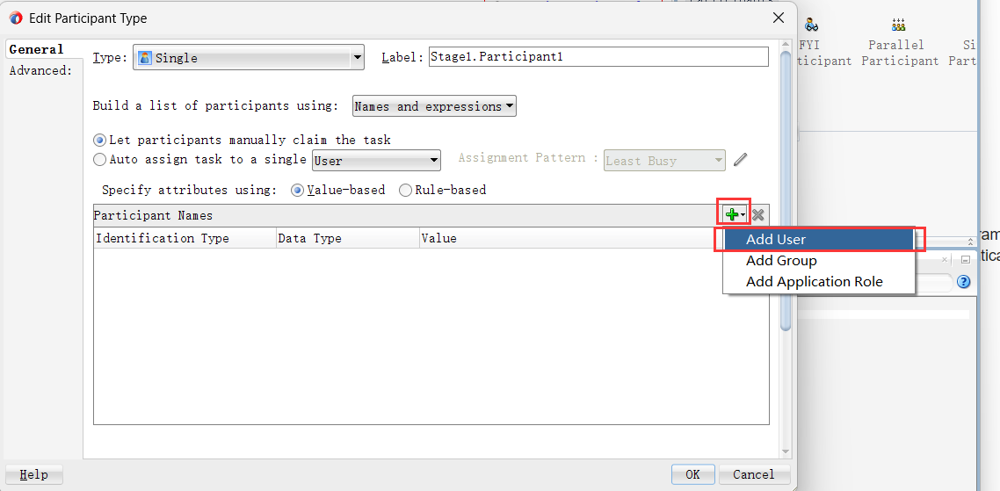 Edit Participant Type
General
Advanced:
Type: Single Label: Stage1.Participant1
Build a list of participants using: Names and expressions
Let participants manually claim the task
Auto assign task to a single User Assignment Pattern : Least Busy
Specify attributes using: Value-based Rule-based
Participant Names
Identification Type Data Type Value
Add User
Add Group
Add Application Role
Help OK Cancel
FYI Parallel Si
ticipant Participant Part
ram
tica